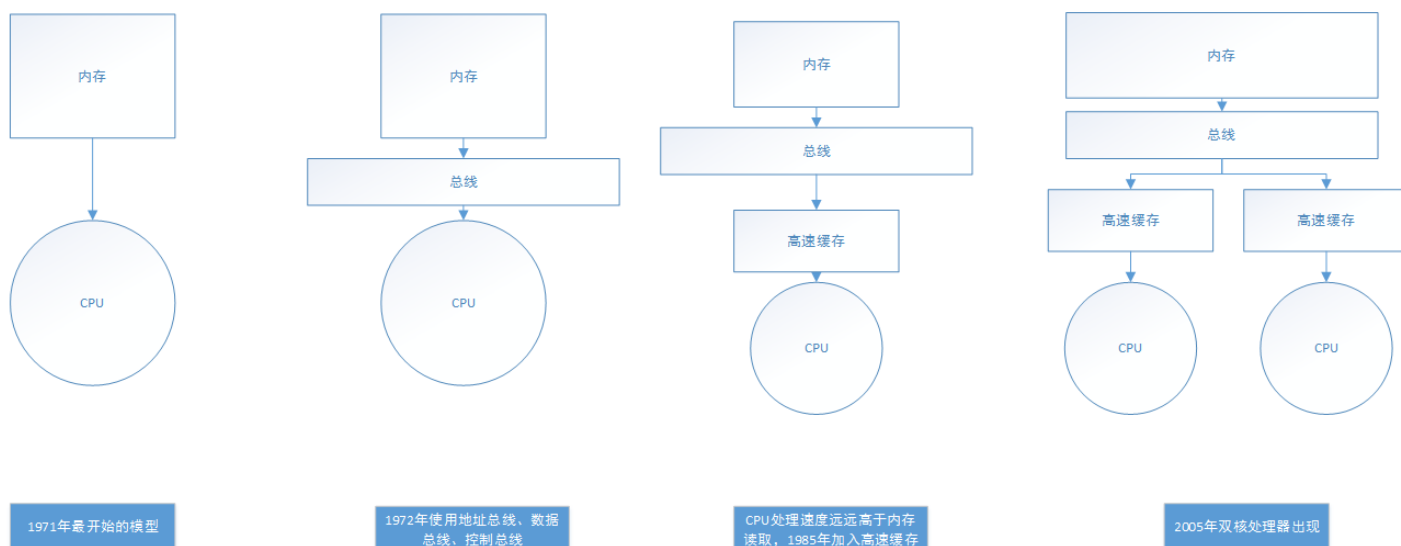 内存
CPU
1971年最开始的模型
内存
总线
CPU
1972年使用地址总线、数据
总线、控制总线
内存
总线
高速缓存
CPU
CPU处理速度远远高于内存
读取，1985年加入高速缓存
内存
总线
高速缓存
高速缓存
CPU
CPU
2005年双核处理器出现